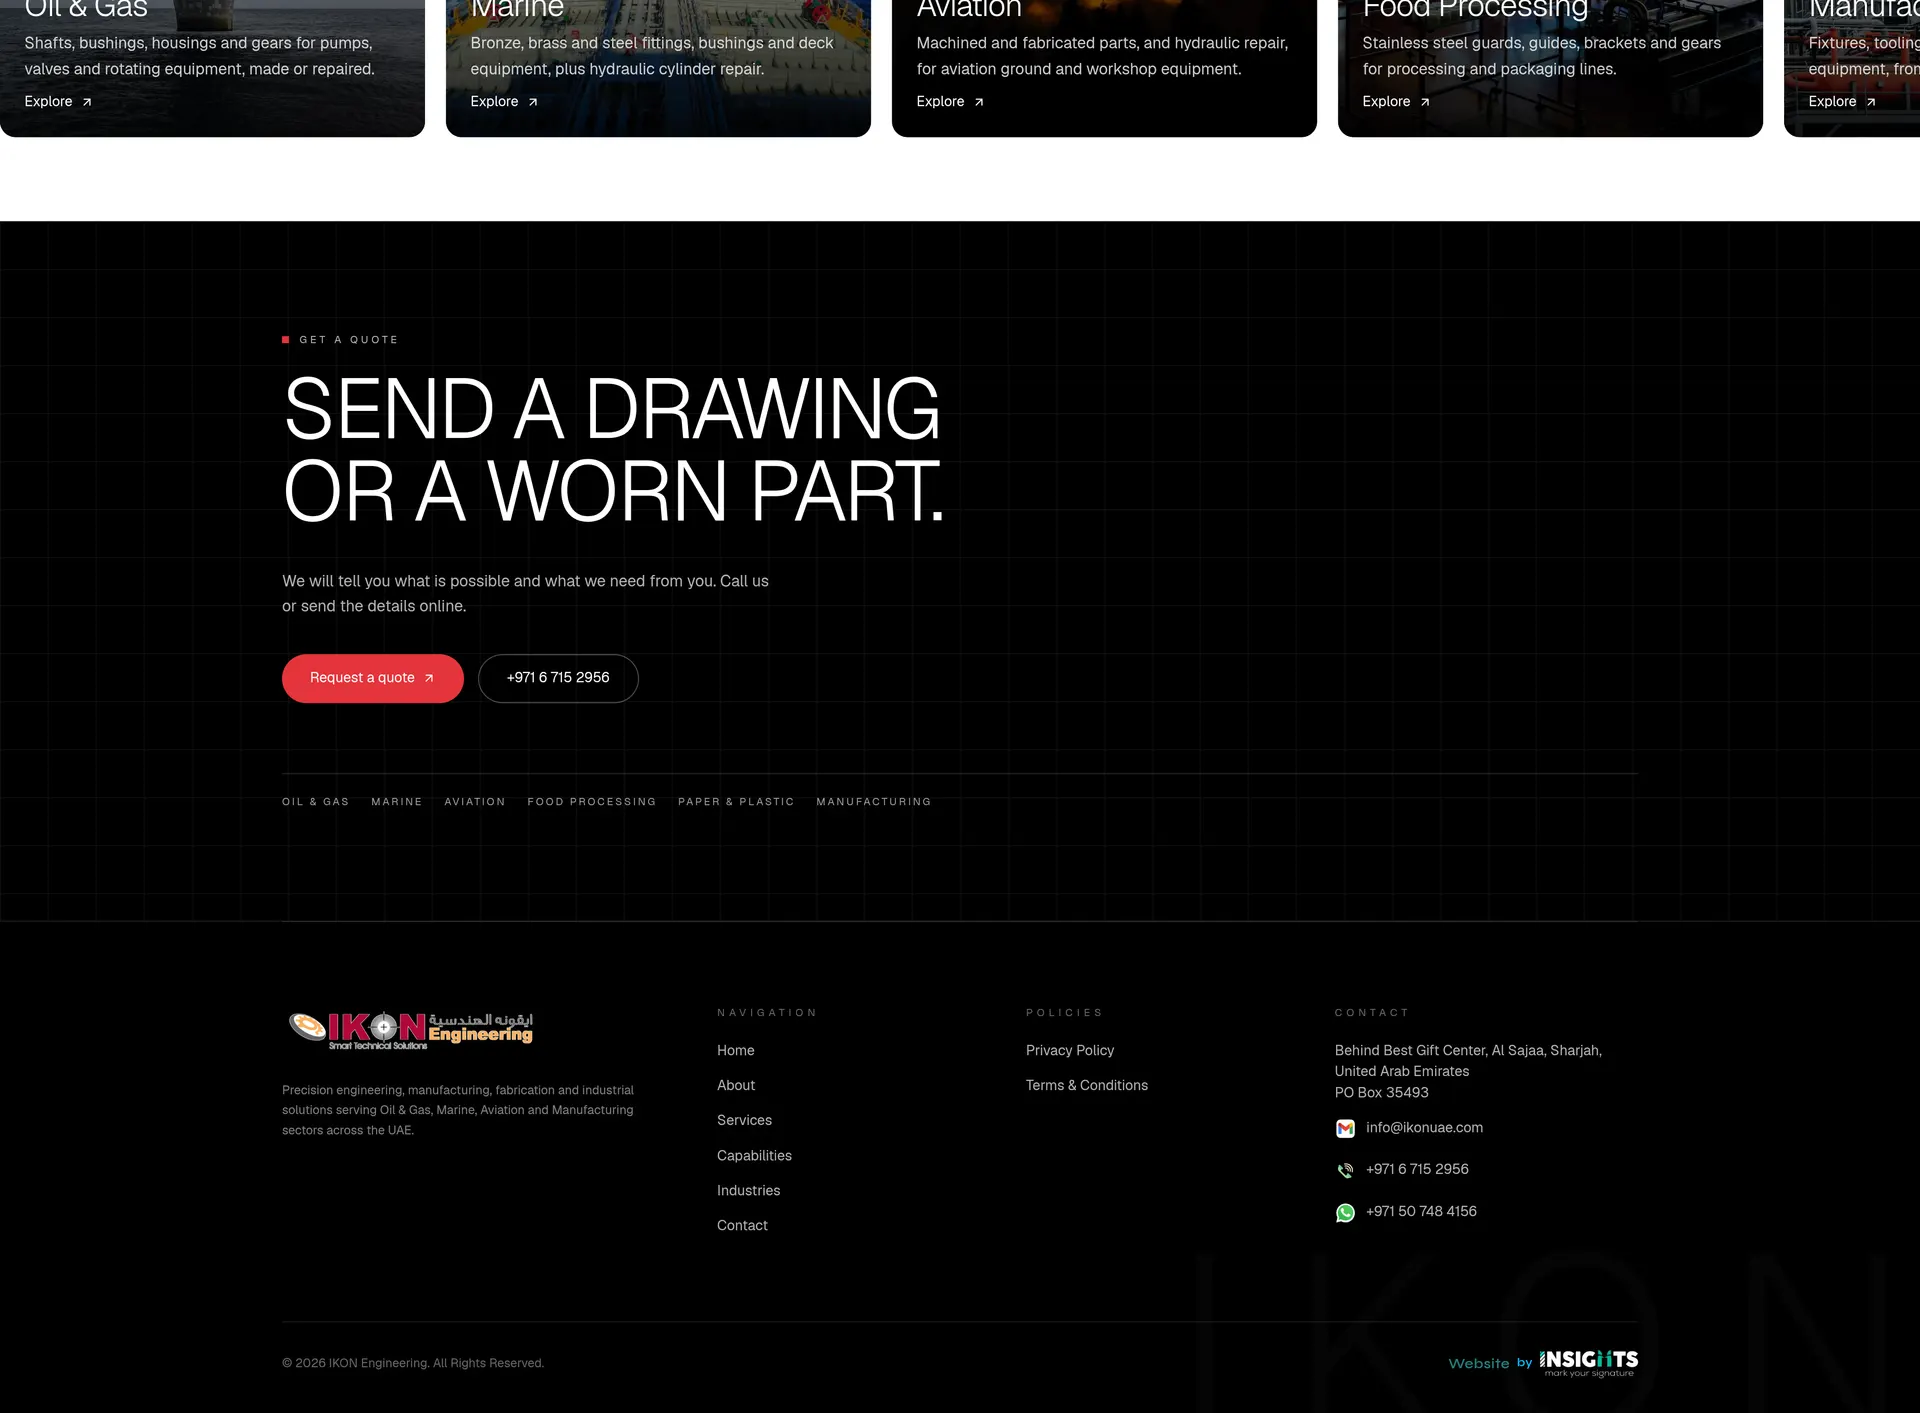 Oil & Gas
Shafts, bushings, housings and gears for pumps,
valves and rotating equipment, made or repaired.
Explore
Marine
Bronze, brass and steel fittings, bushings and deck
equipment, plus hydraulic cylinder repair.
Explore
Aviation
Machined and fabricated parts, and hydraulic repair,
for aviation ground and workshop equipment.
Explore
Food Processing
Stainless steel guards, guides, brackets and gears
for processing and packaging lines.
Explore
Manufac
Fixtures, tooling
equipment, from
Explore
GET A QUOTE
SEND A DRAWING
OR A WORN PART.
We will tell you what is possible and what we need from you. Call us
or send the details online.
Request a quote
+971 6 715 2956
OIL & GAS MARINE AVIATION FOOD PROCESSING PAPER & PLASTIC MANUFACTURING
IKON
ايقونه الهندسية
Engineering
Smart Technical Solutions
Precision engineering, manufacturing, fabrication and industrial
solutions serving Oil & Gas, Marine, Aviation and Manufacturing
sectors across the UAE.
NAVIGATION
Home
About
Services
Capabilities
Industries
Contact
POLICIES
Privacy Policy
Terms & Conditions
CONTACT
Behind Best Gift Center, Al Sajaa, Sharjah,
United Arab Emirates
PO Box 35493
info@ikonuae.com
+971 6 715 2956
+971 50 748 4156
IKON
© 2026 IKON Engineering. All Rights Reserved.
Website by INSIGHTS
mark your signature